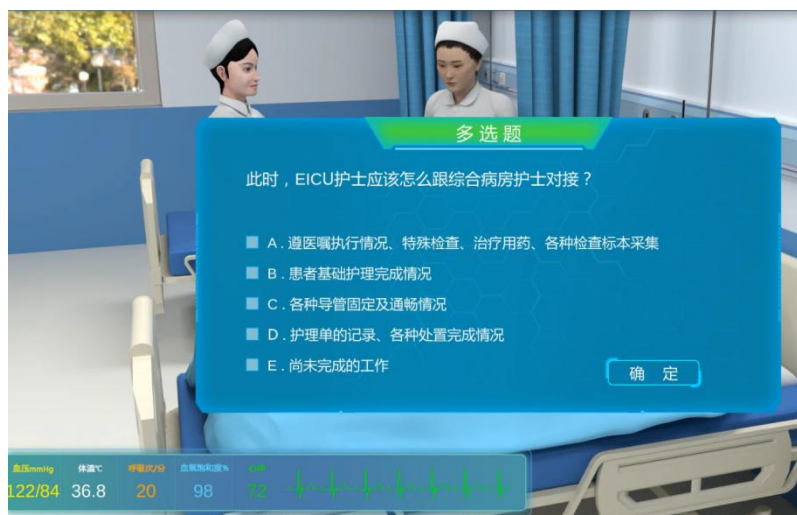 多选题
此时，EICU护士应该怎么跟综合病房护士对接？
A . 遵医嘱执行情况、特殊检查、治疗用药、各种检查标本采集
B . 患者基础护理完成情况
C . 各种导管固定及通畅情况
D . 护理单的记录、各种处置完成情况
E . 尚未完成的工作
确 定
血压mmHg 体温℃ 呼吸次/分 血氧饱和度% 心率
122/84 36.8 20 98 72